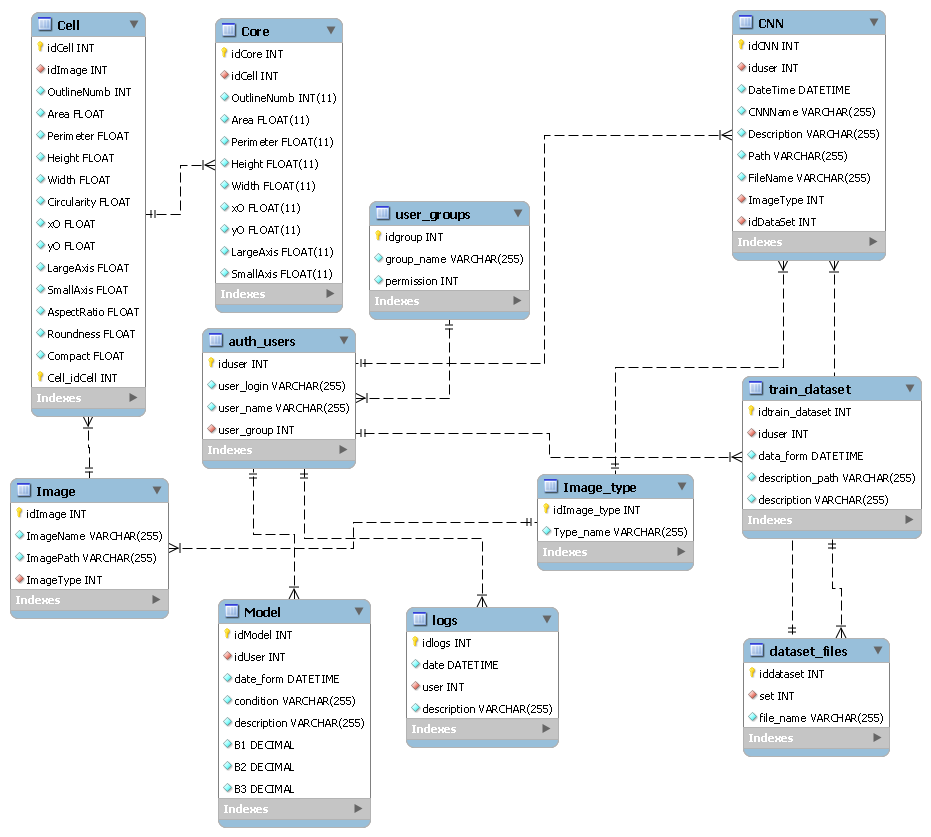 Cell
idCell INT
idImage INT
OutlineNumb INT
Area FLOAT
Perimeter FLOAT
Height FLOAT
Width FLOAT
Circularity FLOAT
xO FLOAT
yO FLOAT
LargeAxis FLOAT
SmallAxis FLOAT
AspectRatio FLOAT
Roundness FLOAT
Compact FLOAT
Cell_idCell INT
Indexes
Core
idCore INT
idCell INT
OutlineNumb INT(11)
Area FLOAT(11)
Perimeter FLOAT(11)
Height FLOAT(11)
Width FLOAT(11)
xO FLOAT(11)
yO FLOAT(11)
LargeAxis FLOAT(11)
SmallAxis FLOAT(11)
Indexes
CNN
idCNN INT
iduser INT
DateTime DATETIME
CNNName VARCHAR(255)
Description VARCHAR(255)
Path VARCHAR(255)
FileName VARCHAR(255)
ImageType INT
idDataSet INT
Indexes
user_groups
idgroup INT
group_name VARCHAR(255)
permission INT
Indexes
auth_users
iduser INT
user_login VARCHAR(255)
user_name VARCHAR(255)
user_group INT
Indexes
train_dataset
idtrain_dataset INT
iduser INT
data_form DATETIME
description_path VARCHAR(255)
description VARCHAR(255)
Indexes
Image
idImage INT
ImageName VARCHAR(255)
ImagePath VARCHAR(255)
ImageType INT
Indexes
Image_type
idImage_type INT
Type_name VARCHAR(255)
Indexes
Model
idModel INT
idUser INT
date_form DATETIME
condition VARCHAR(255)
description VARCHAR(255)
B1 DECIMAL
B2 DECIMAL
B3 DECIMAL
Indexes
logs
idlogs INT
date DATETIME
user INT
description VARCHAR(255)
Indexes
dataset_files
iddataset INT
set INT
file_name VARCHAR(255)
Indexes